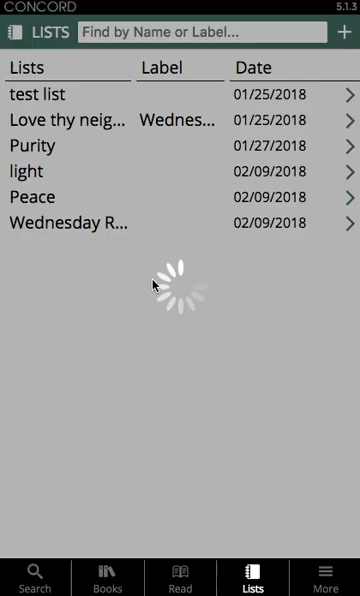 CONCORD 5.1.3
LISTS Find by Name or Label...
Lists Label Date
test list 01/25/2018
Love thy neig... Wednes... 01/25/2018
Purity 01/27/2018
light 02/09/2018
Peace 02/09/2018
Wednesday R... 02/09/2018
Search Books Read Lists More